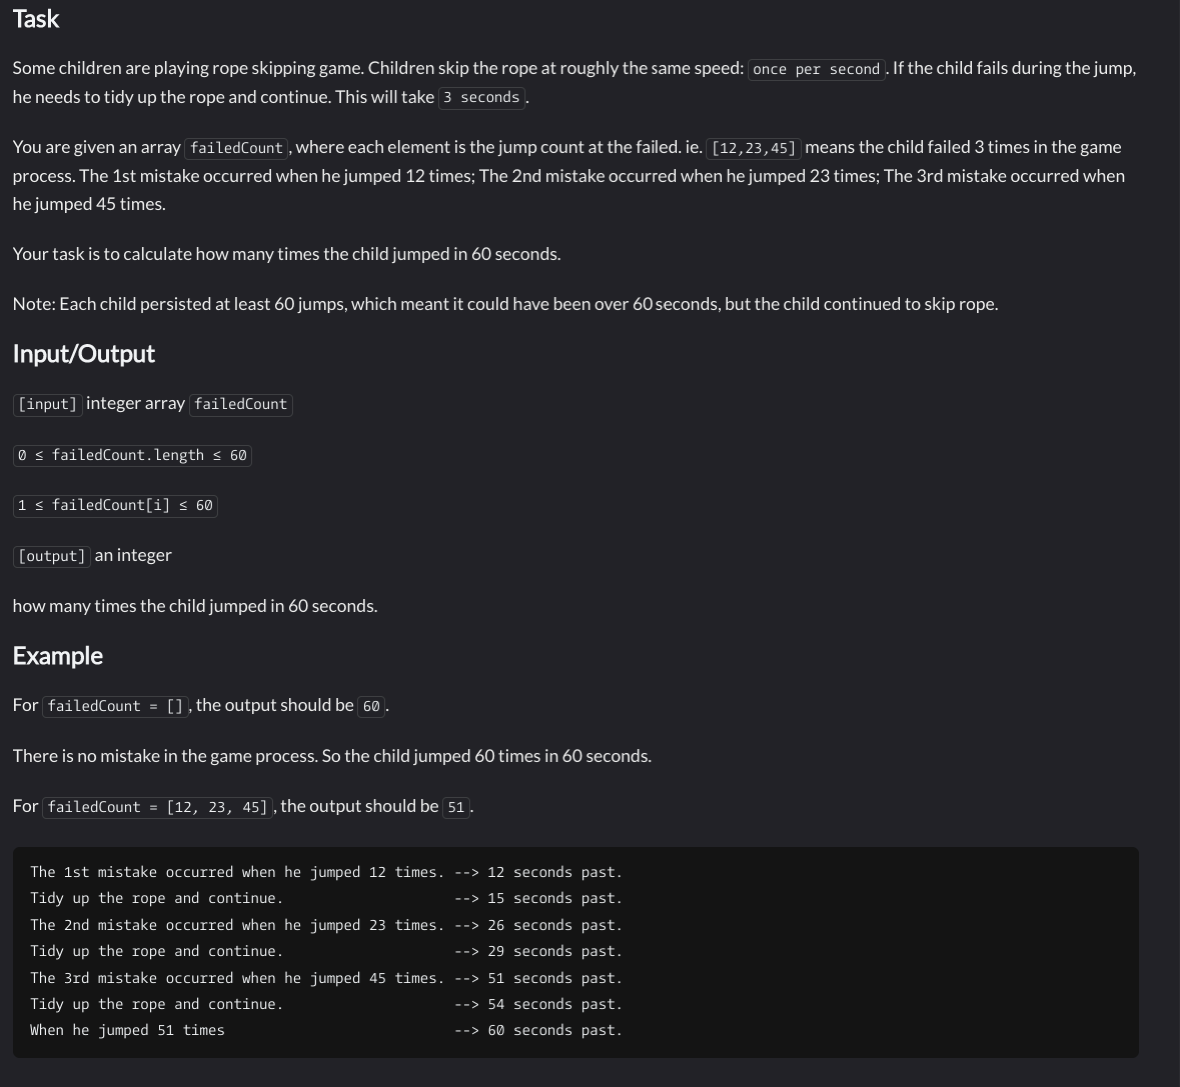 Task
Some children are playing rope skipping game. Children skip the rope at roughly the same speed: once per second. If the child fails during the jump,
he needs to tidy up the rope and continue. This will take 3 seconds.
You are given an array failedCount, where each element is the jump count at the failed. ie. [12,23,45] means the child failed 3 times in the game
process. The 1st mistake occurred when he jumped 12 times; The 2nd mistake occurred when he jumped 23 times; The 3rd mistake occurred when
he jumped 45 times.
Your task is to calculate how many times the child jumped in 60 seconds.
Note: Each child persisted at least 60 jumps, which meant it could have been over 60 seconds, but the child continued to skip rope.
Input/Output
[input] integer array failedCount
0 ≤ failedCount.length ≤ 60
1 ≤ failedCount[i] ≤ 60
[output] an integer
how many times the child jumped in 60 seconds.
Example
For failedCount = [], the output should be 60.
There is no mistake in the game process. So the child jumped 60 times in 60 seconds.
For failedCount = [12, 23, 45], the output should be 51.
The 1st mistake occurred when he jumped 12 times. --> 12 seconds past.
Tidy up the rope and continue. --> 15 seconds past.
The 2nd mistake occurred when he jumped 23 times. --> 26 seconds past.
Tidy up the rope and continue. --> 29 seconds past.
The 3rd mistake occurred when he jumped 45 times. --> 51 seconds past.
Tidy up the rope and continue. --> 54 seconds past.
When he jumped 51 times --> 60 seconds past.